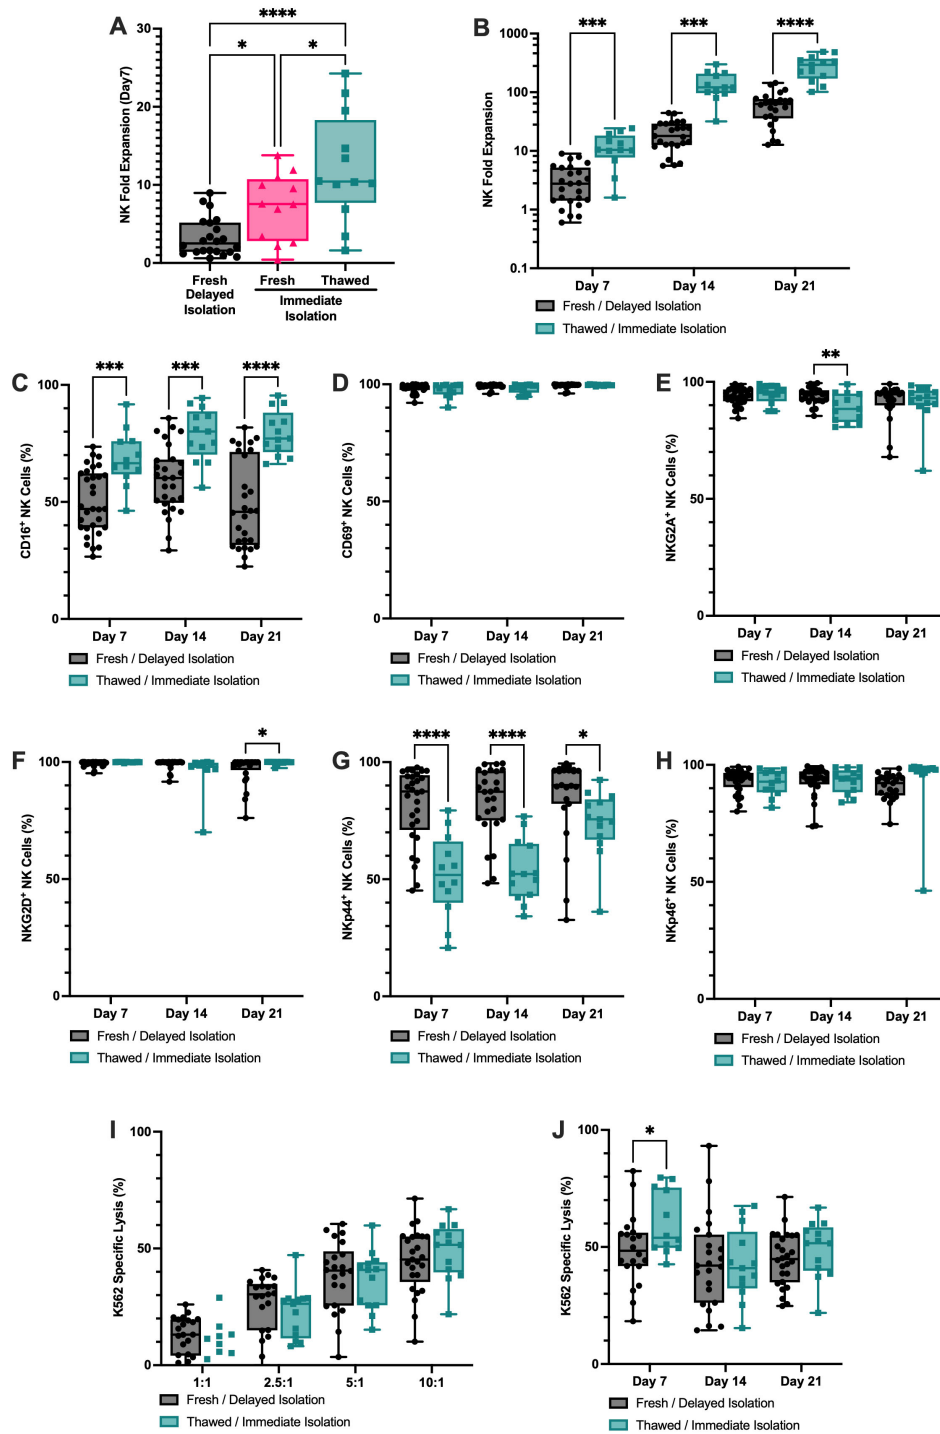 A
****
*
*
NK Fold Expansion (Day7)
30
20
10
0
Fresh
Delayed
Isolation
Fresh
Thawed
Immediate
Isolation
B
***
***
****
NK Fold Expansion
1000
100
10
1
0.1
Day 7
Day 14
Day 21
Fresh / Delayed Isolation
Thawed / Immediate Isolation
C
***
***
****
CD16+ NK Cells (%)
100
50
0
Day 7
Day 14
Day 21
Fresh / Delayed Isolation
Thawed / Immediate Isolation
D
CD69+ NK Cells (%)
100
50
0
Day 7
Day 14
Day 21
Fresh / Delayed Isolation
Thawed / Immediate Isolation
E
**
NKG2A+ NK Cells (%)
100
50
0
Day 7
Day 14
Day 21
Fresh / Delayed Isolation
Thawed / Immediate Isolation
F
*
NKG2D+ NK Cells (%)
100
50
0
Day 7
Day 14
Day 21
Fresh / Delayed Isolation
Thawed / Immediate Isolation
G
****
****
*
NKp44+ NK Cells (%)
100
50
0
Day 7
Day 14
Day 21
Fresh / Delayed Isolation
Thawed / Immediate Isolation
H
NKp46+ NK Cells (%)
100
50
0
Day 7
Day 14
Day 21
Fresh / Delayed Isolation
Thawed / Immediate Isolation
I
K562 Specific Lysis (%)
100
50
0
1:1
2.5:1
5:1
10:1
Fresh / Delayed Isolation
Thawed / Immediate Isolation
J
*
K562 Specific Lysis (%)
100
50
0
Day 7
Day 14
Day 21
Fresh / Delayed Isolation
Thawed / Immediate Isolation